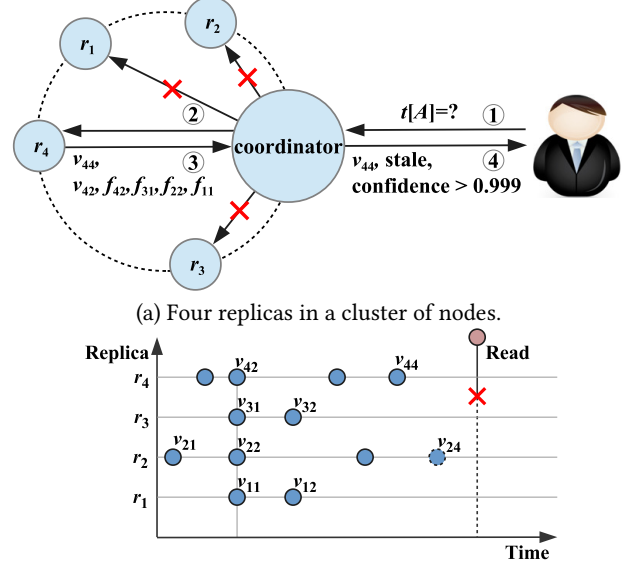 r2
r1
t[A]=? ①
②
r4
coordinator
③
④
v44,
v42, f42, f31, f22, f11
v44, stale,
confidence > 0.999
r3
(a) Four replicas in a cluster of nodes.
Replica
Read
v42
v44
r4
v31
v32
r3
v21
v22
v24
r2
v11
v12
r1
Time